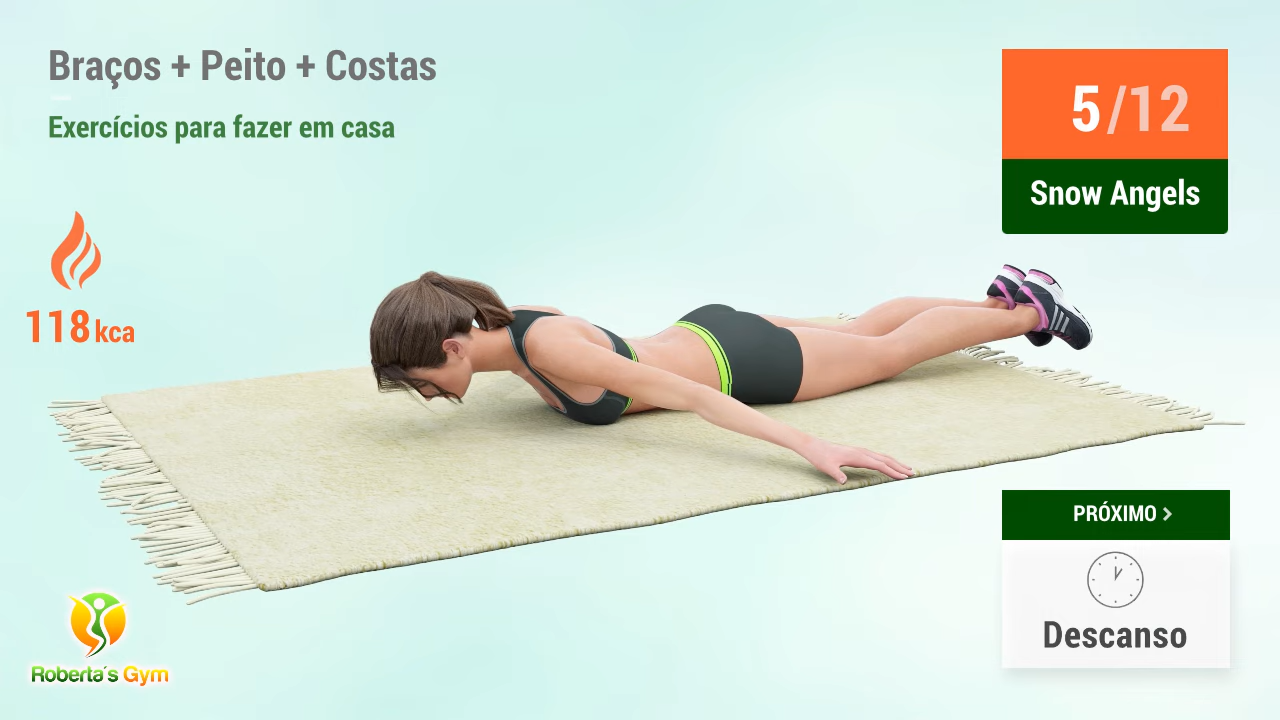 Braços + Peito + Costas
Exercícios para fazer em casa
5/12
Snow Angels
118 kca
PRÓXIMO >
Descanso
Roberta´s Gym